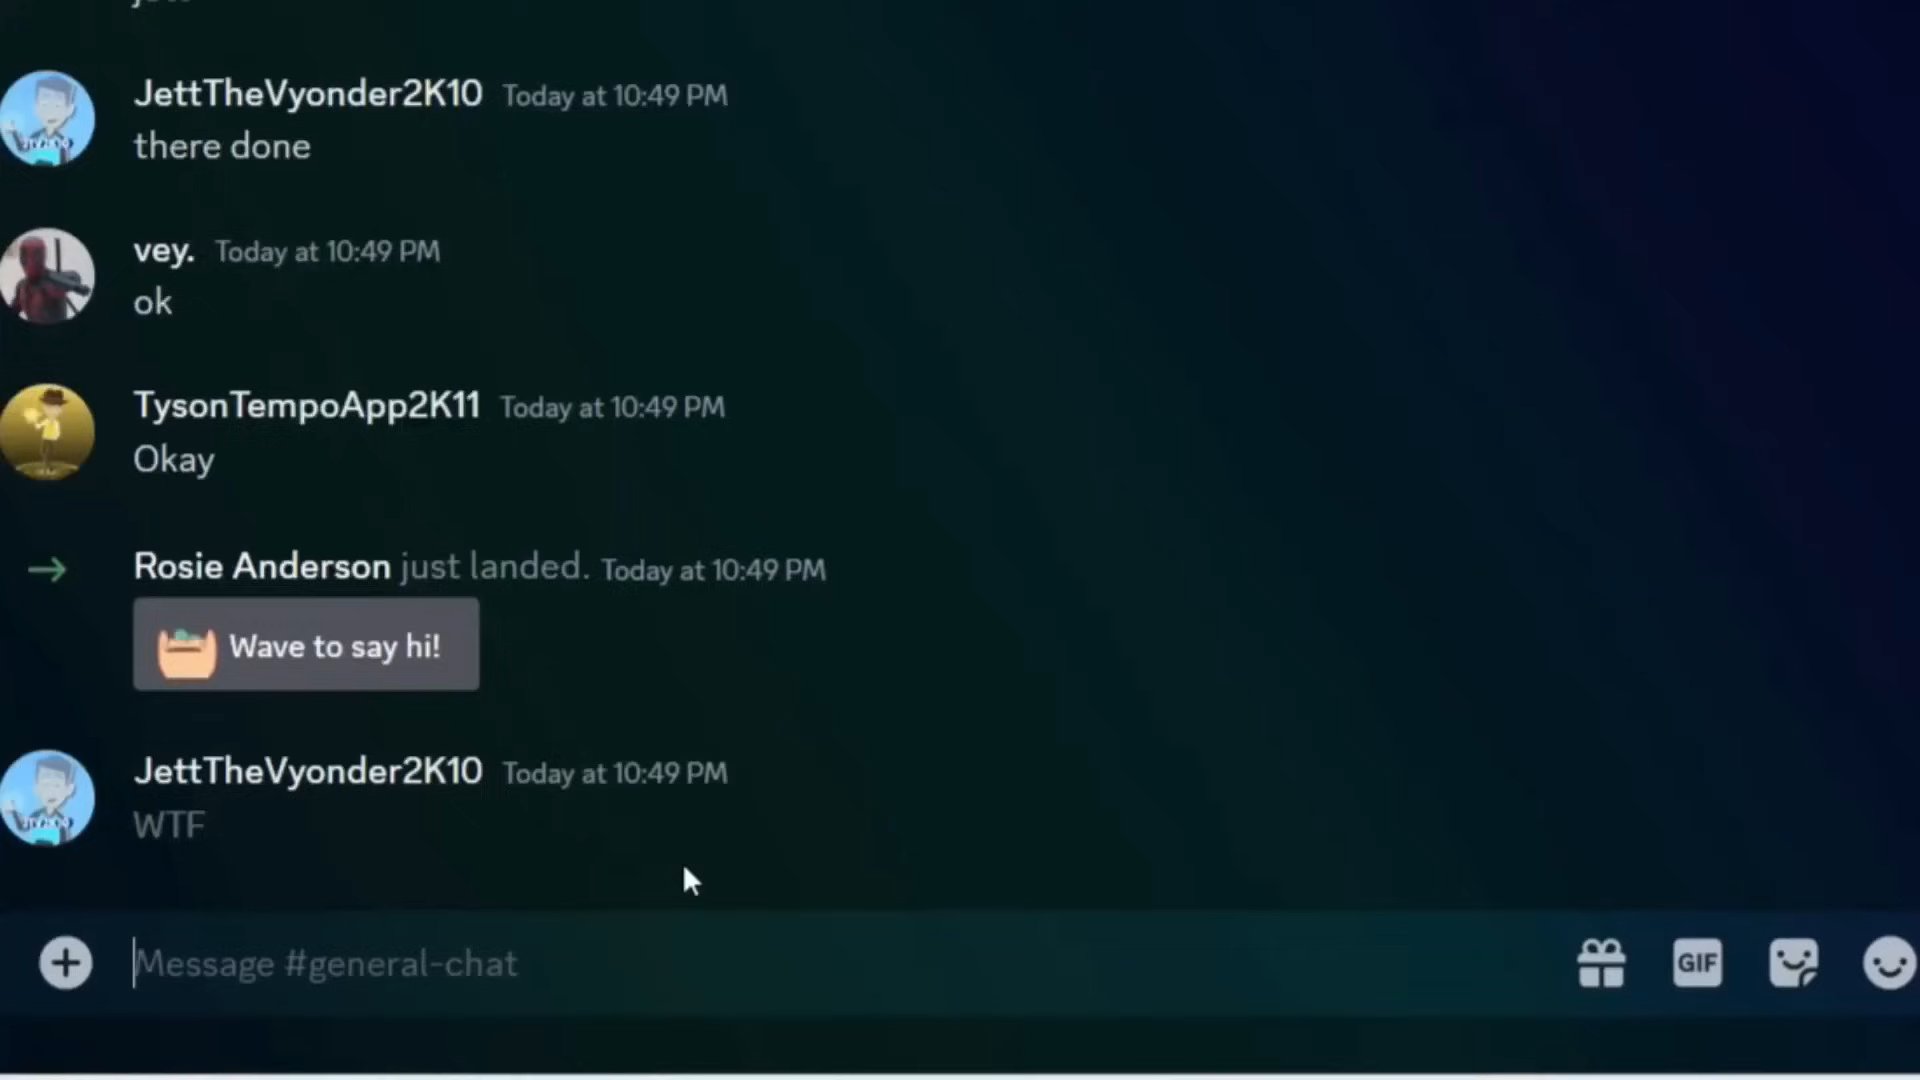 JettTheVyonder2K10 Today at 10:49 PM
there done
vey. Today at 10:49 PM
ok
TysonTempoApp2K11 Today at 10:49 PM
Okay
Rosie Anderson just landed. Today at 10:49 PM
Wave to say hi!
JettTheVyonder2K10 Today at 10:49 PM
WTF
Message #general-chat
GIF